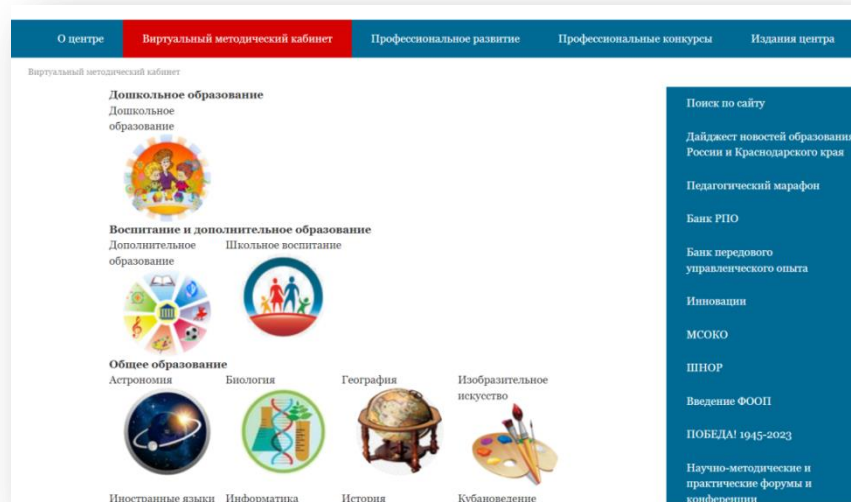 О центре Виртуальный методический кабинет Профессиональное развитие Профессиональные конкурсы Издания центра
Виртуальный методический кабинет
Дошкольное образование
Дошкольное
образование
Воспитание и дополнительное образование
Дополнительное Школьное воспитание
образование
Общее образование
Астрономия Биология География Изобразительное
искусство
Иностранные языки Информатика История Кубановедение
Поиск по сайту
Дайджест новостей образования
России и Краснодарского края
Педагогический марафон
Банк РПО
Банк передового
управленческого опыта
Инновации
МСОКО
ШНОР
Введение ФООП
ПОБЕДА! 1945-2023
Научно-методические и
практические форумы и
конференции